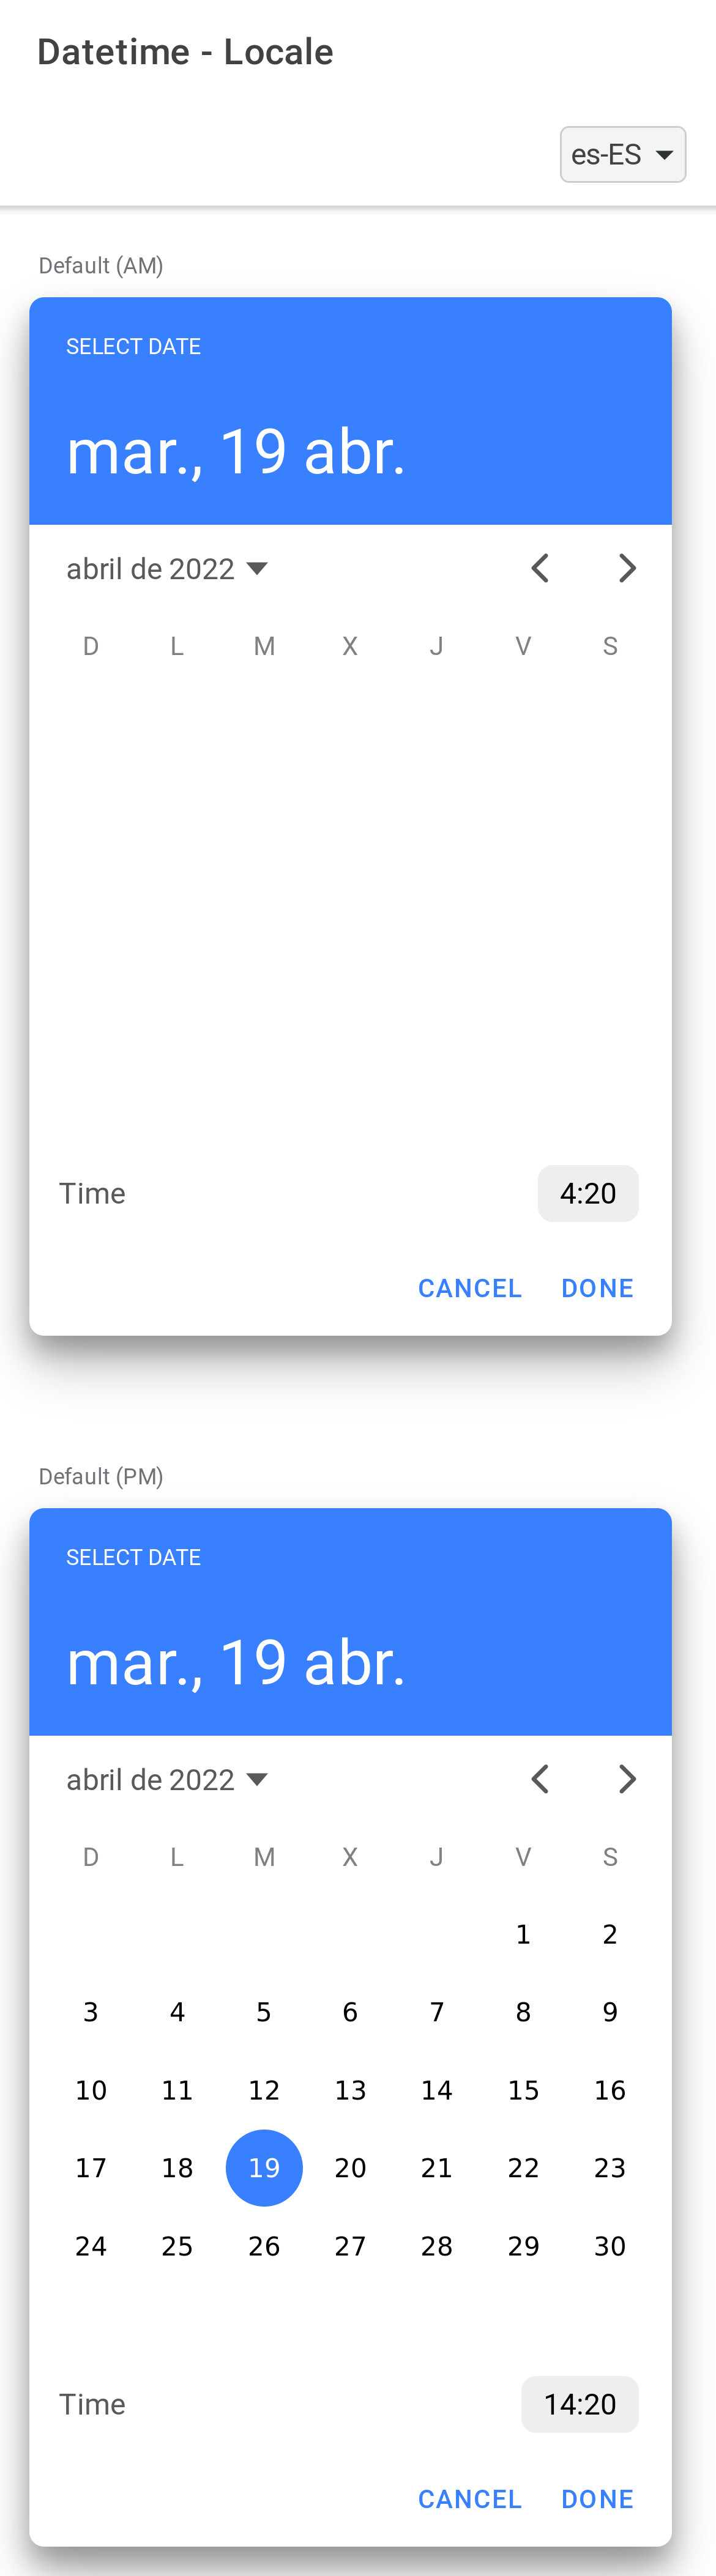 Datetime - Locale
es-ES
Default (AM)
SELECT DATE
mar., 19 abr.
abril de 2022
D L M X J V S
Time 4:20
CANCEL DONE
Default (PM)
SELECT DATE
mar., 19 abr.
abril de 2022
D L M X J V S
1 2
3 4 5 6 7 8 9
10 11 12 13 14 15 16
17 18 19 20 21 22 23
24 25 26 27 28 29 30
Time 14:20
CANCEL DONE